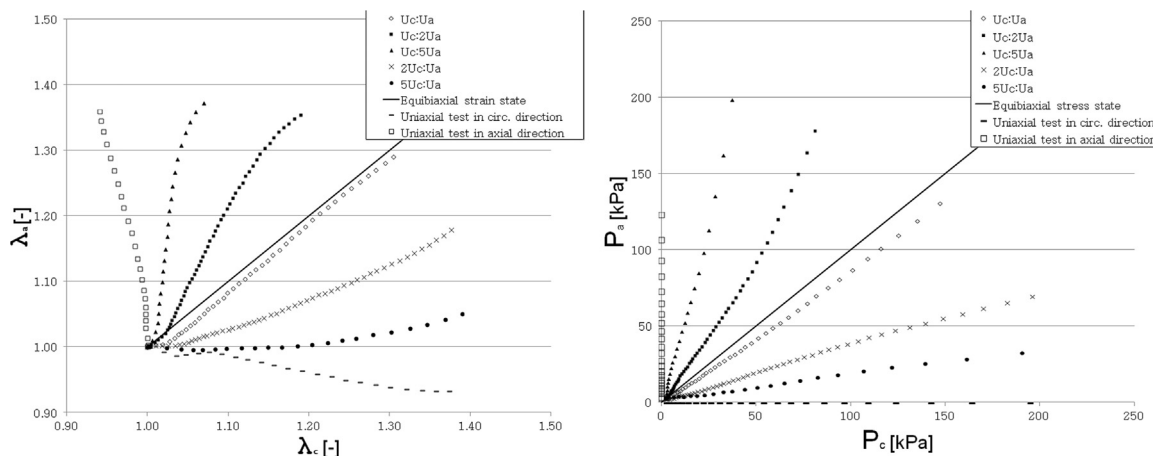 1.50
1.40
1.30
1.20
1.10
1.00
0.90
λa [-]
0.90 1.00 1.10 1.20 1.30 1.40 1.50
λc [-]
Uc:Ua
Uc:2Ua
Uc:5Ua
2Uc:Ua
5Uc:Ua
Equibiaxial strain state
Uniaxial test in circ. direction
Uniaxial test in axial direction
250
200
150
100
50
0
Pa [kPa]
0 50 100 150 200 250
Pc [kPa]
Uc:Ua
Uc:2Ua
Uc:5Ua
2Uc:Ua
5Uc:Ua
Equibiaxial stress state
Uniaxial test in circ. direction
Uniaxial test in axial direction